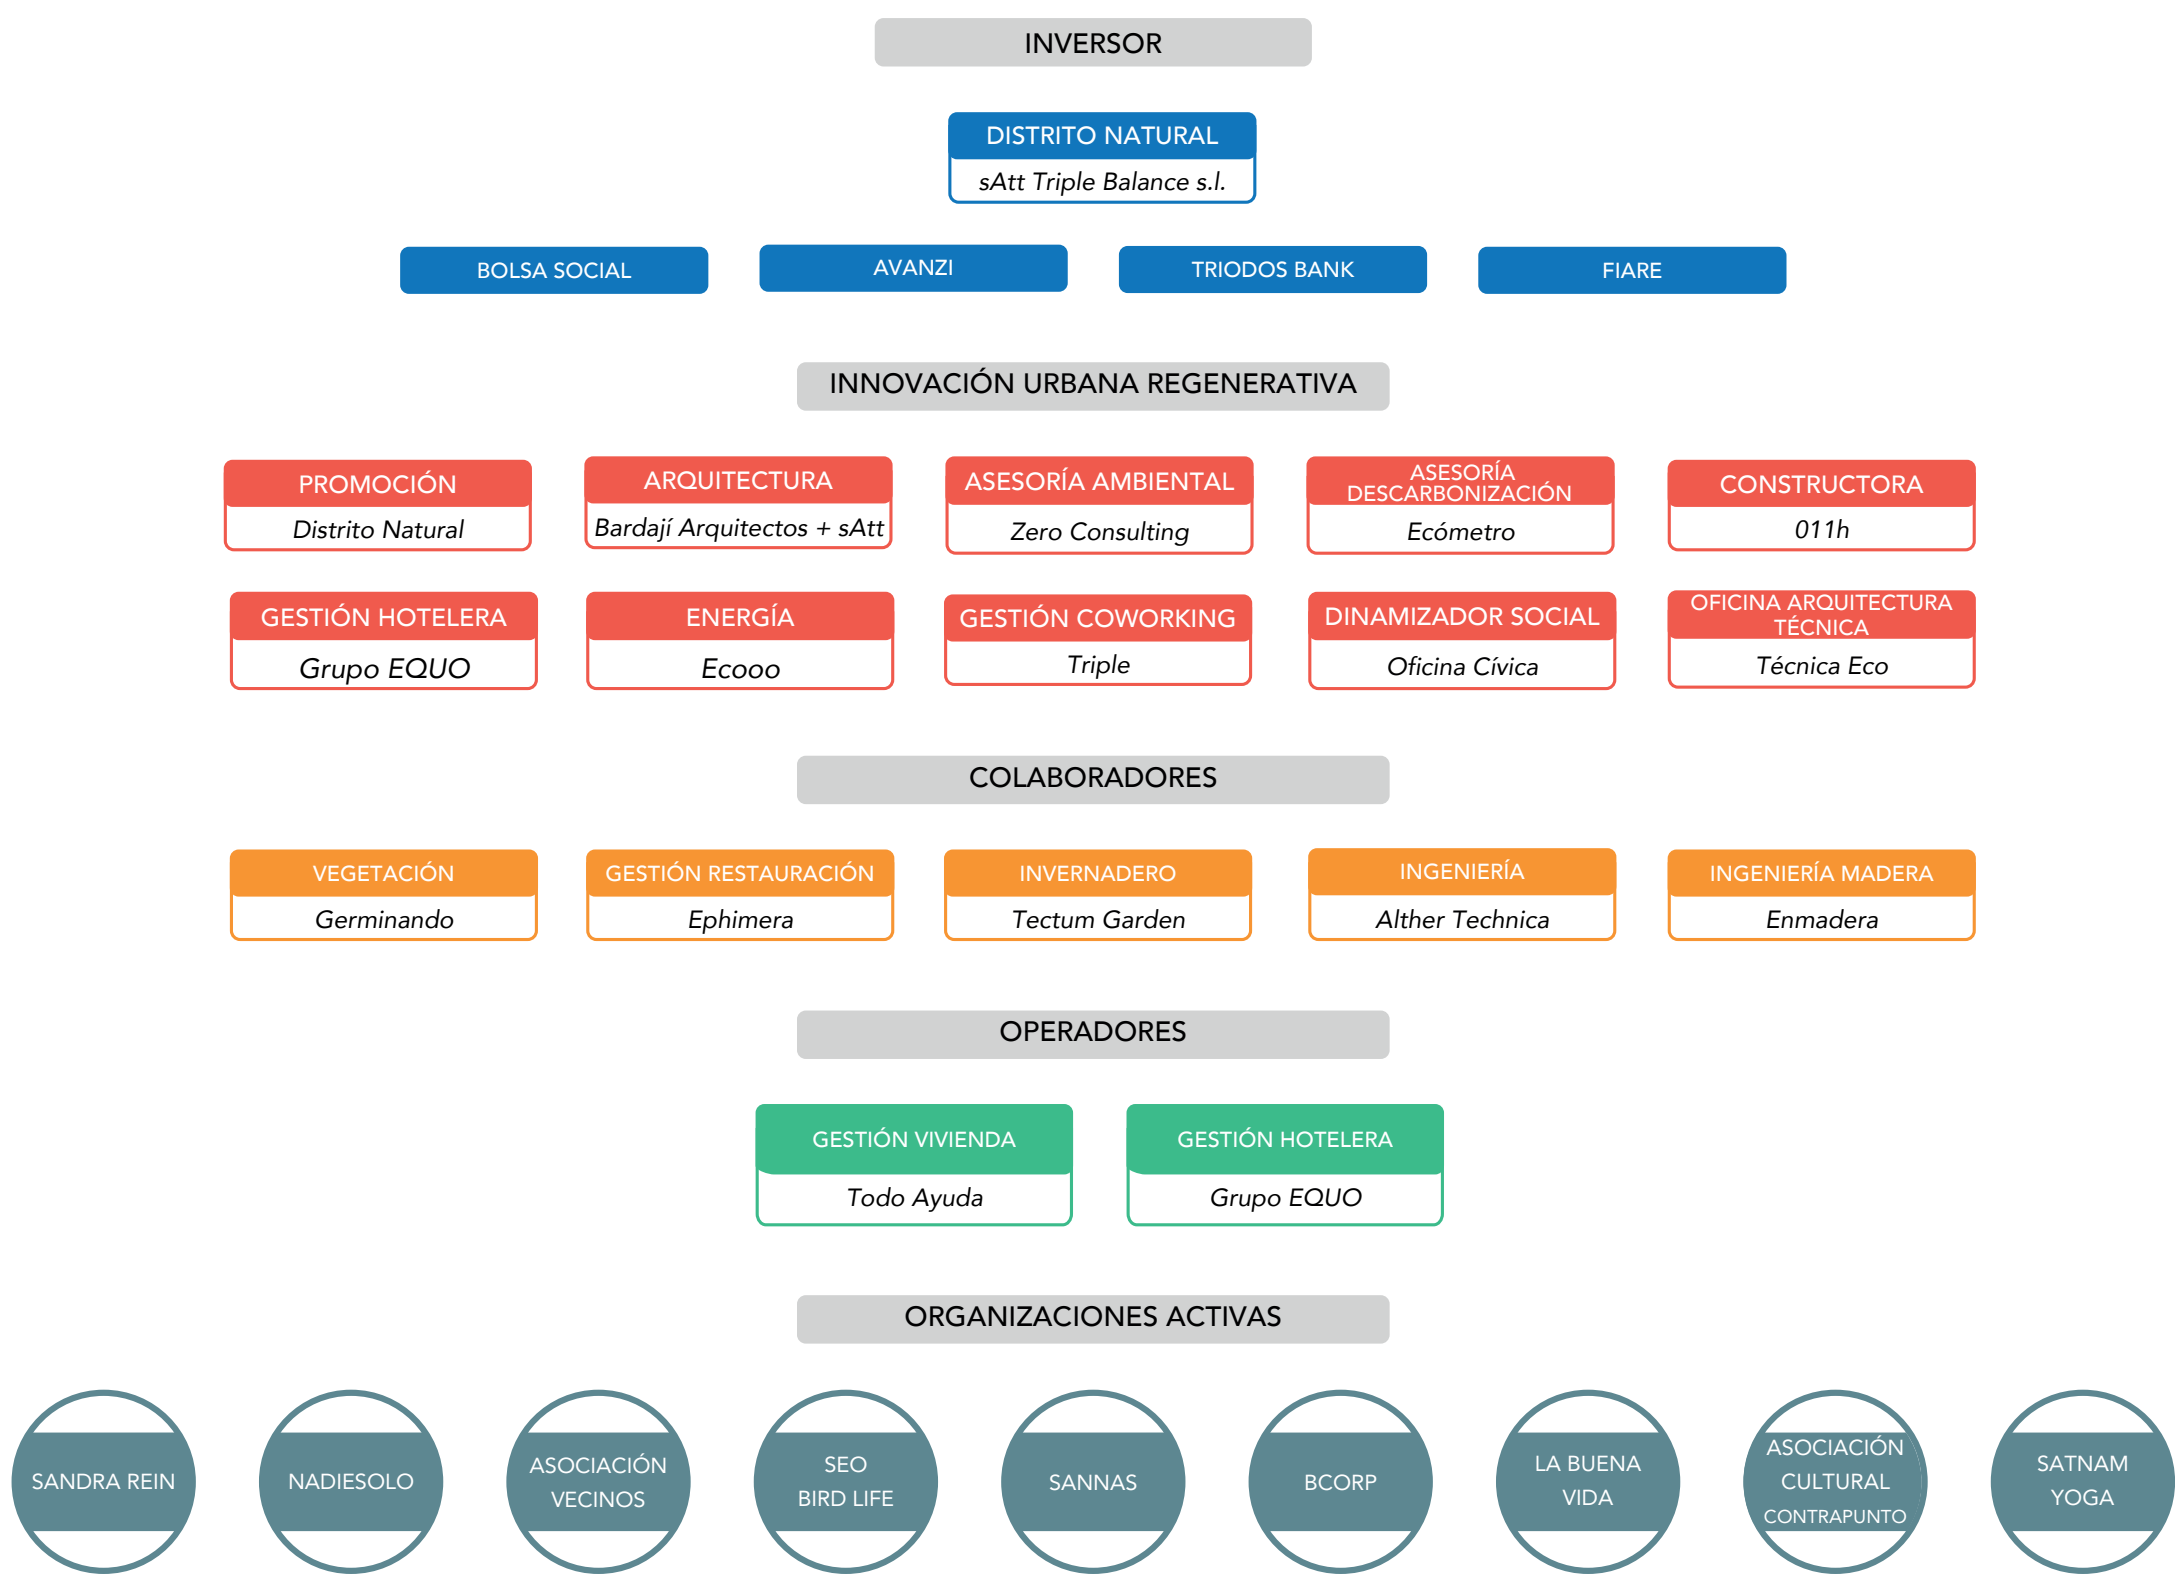 INVERSOR
DISTRITO NATURAL
sAtt Triple Balance s.l.
BOLSA SOCIAL
AVANZI
TRIODOS BANK
FIARE
INNOVACIÓN URBANA REGENERATIVA
PROMOCIÓN
Distrito Natural
ARQUITECTURA
Bardají Arquitectos + sAtt
ASESORÍA AMBIENTAL
Zero Consulting
ASESORÍA
DESCARBONIZACIÓN
Ecómetro
CONSTRUCTORA
011h
GESTIÓN HOTELERA
Grupo EQUO
ENERGÍA
Ecooo
GESTIÓN COWORKING
Triple
DINAMIZADOR SOCIAL
Oficina Cívica
OFICINA ARQUITECTURA
TÉCNICA
Técnica Eco
COLABORADORES
VEGETACIÓN
Germinando
GESTIÓN RESTAURACIÓN
Ephimera
INVERNADERO
Tectum Garden
INGENIERÍA
Alther Technica
INGENIERÍA MADERA
Enmadera
OPERADORES
GESTIÓN VIVIENDA
Todo Ayuda
GESTIÓN HOTELERA
Grupo EQUO
ORGANIZACIONES ACTIVAS
SANDRA REIN
NADIESOLO
ASOCIACIÓN
VECINOS
SEO
BIRD LIFE
SANNAS
BCORP
LA BUENA
VIDA
ASOCIACIÓN
CULTURAL
CONTRAPUNTO
SATNAM
YOGA